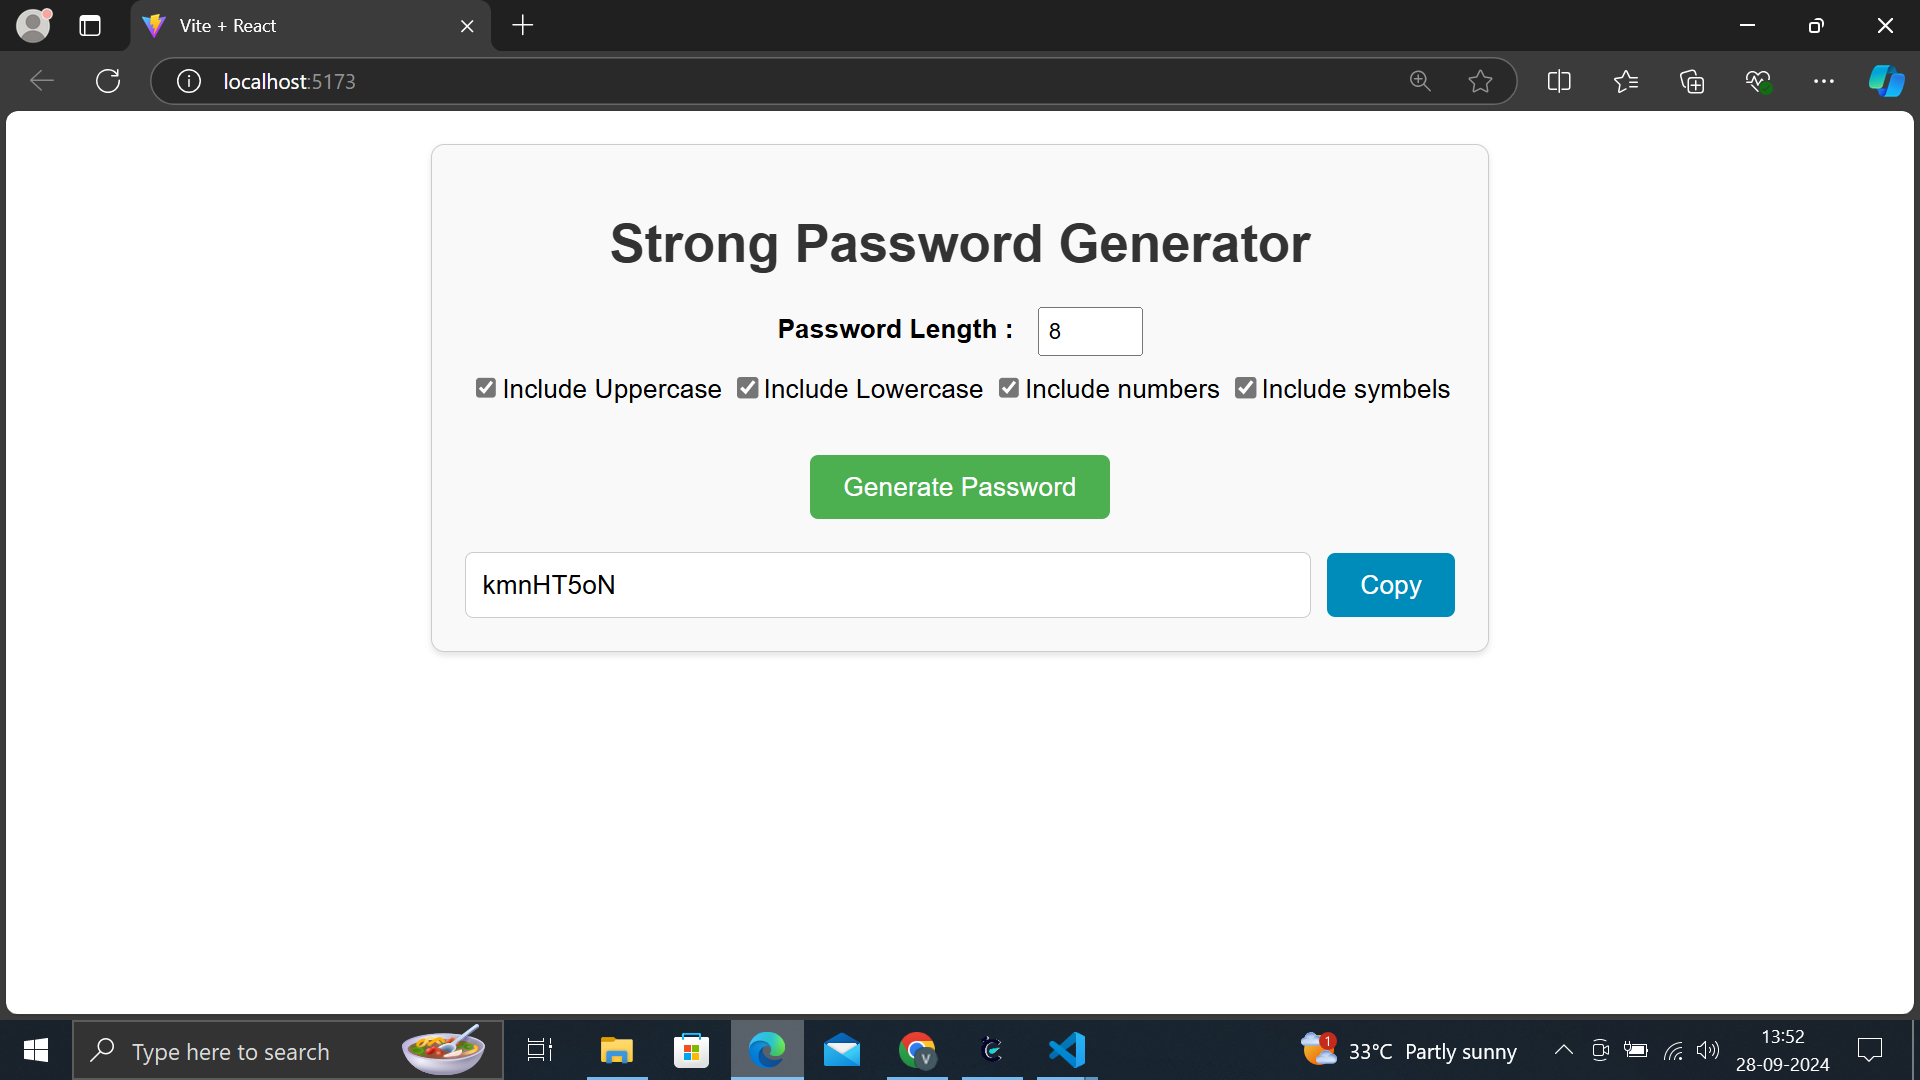 Vite + React
localhost:5173
Strong Password Generator
Password Length :
8
Include Uppercase Include Lowercase Include numbers Include symbels
Generate Password
kmnHT5oN
Copy
Type here to search
V
1
33°C Partly sunny
13:52
28-09-2024